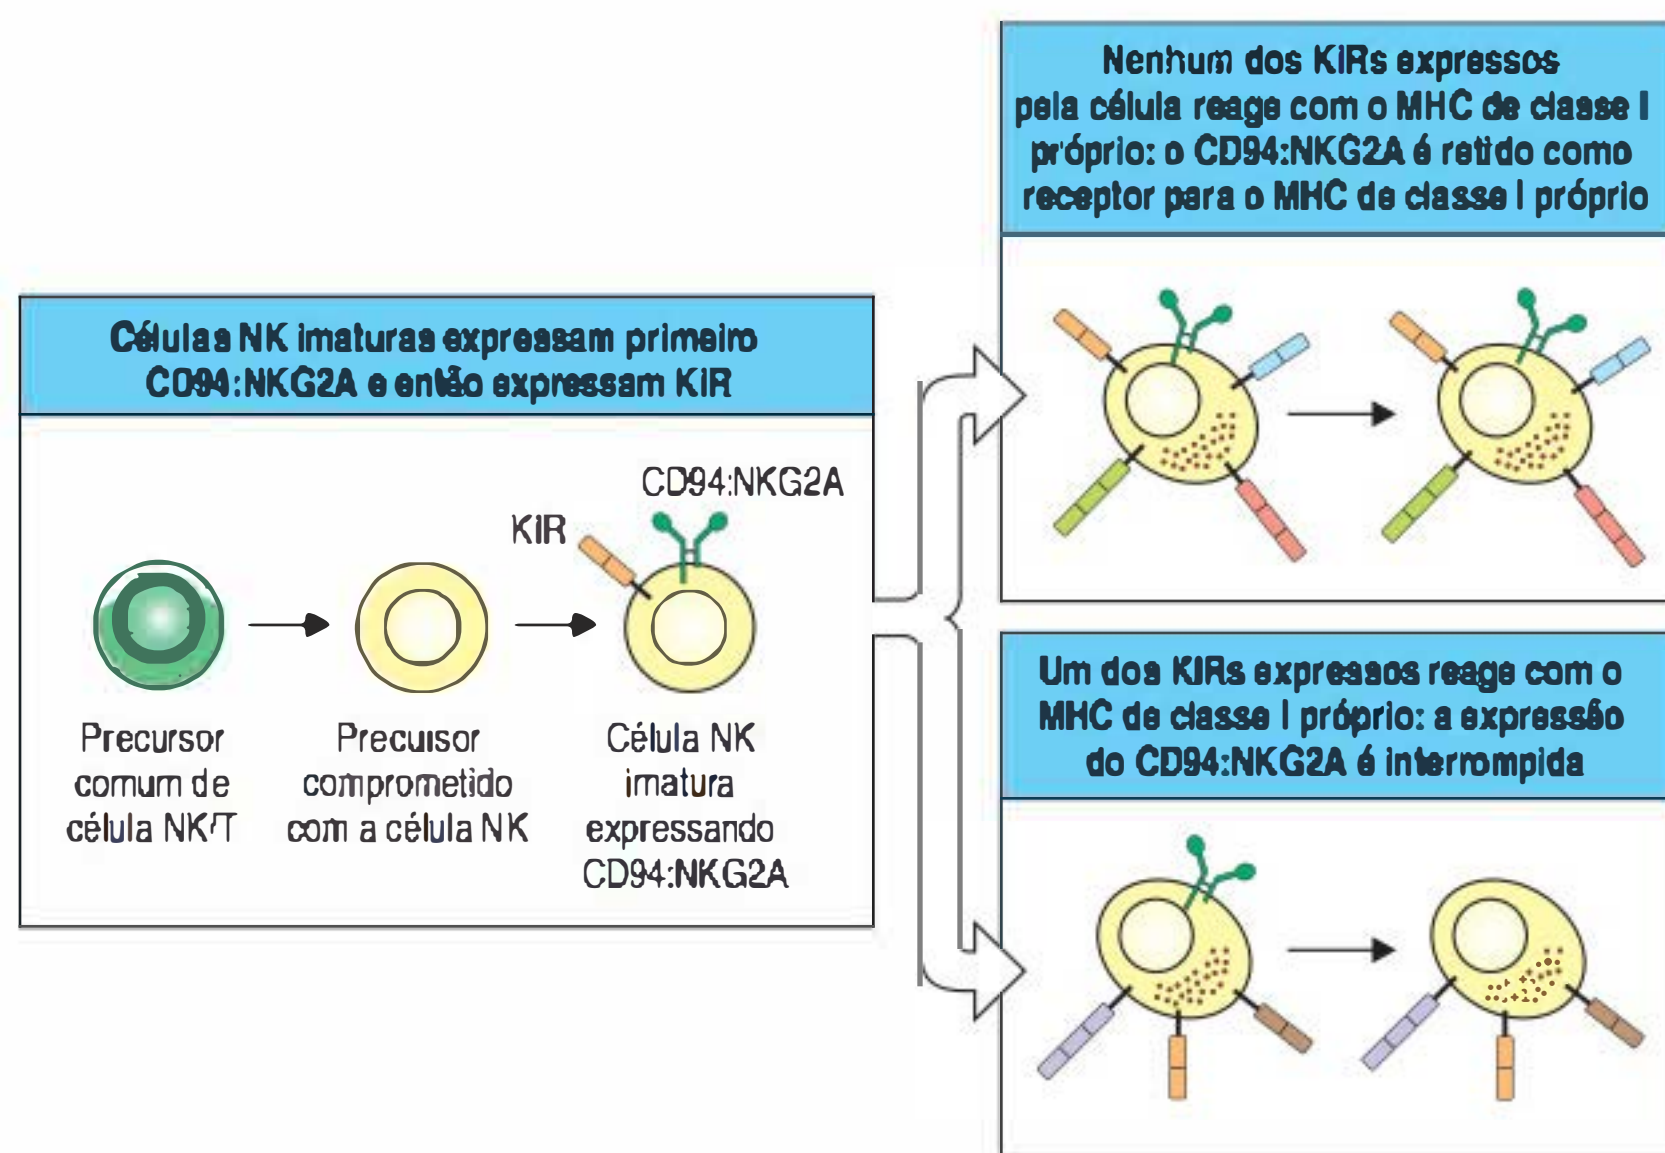 Células NK imaturas expressam primeiro
CD94:NKG2A e então expressam KIR
CD94:NKG2A
KIR
Precursor
comum de
célula NK/T
Precursor
comprometido
com a célula NK
Célula NK
imatura
expressando
CD94:NKG2A
Nenhum dos KIRs expressos
pela célula reage com o MHC de classe I
próprio: o CD94:NKG2A é retido como
receptor para o MHC de classe I próprio
Um dos KIRs expressos reage com o
MHC de classe I próprio: a expressão
do CD94:NKG2A é interrompida